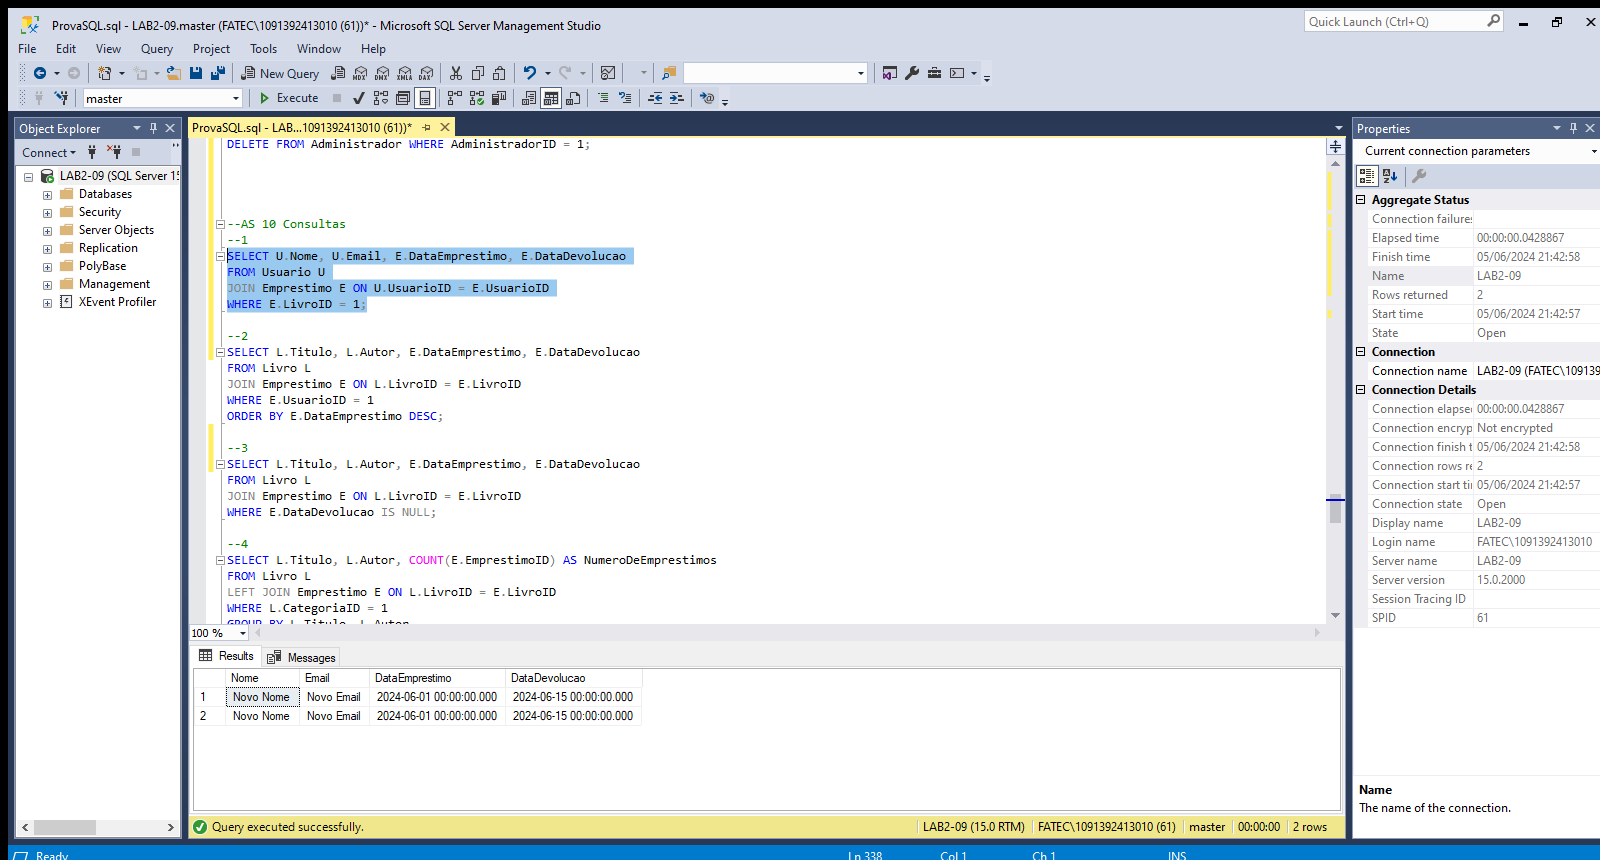 ProvaSQL.sql - LAB2-09.master (FATEC\1091392413010 (61))* - Microsoft SQL Server Management Studio
Quick Launch (Ctrl+Q)
File Edit View Query Project Tools Window Help
New Query
MDX DMX XMLA DAX
master
Execute
Object Explorer
Connect
LAB2-09 (SQL Server 15
Databases
Security
Server Objects
Replication
PolyBase
Management
XEvent Profiler
ProvaSQL.sql - LAB...1091392413010 (61))*
DELETE FROM Administrador WHERE AdministradorID = 1;
--AS 10 Consultas
--1
SELECT U.Nome, U.Email, E.DataEmprestimo, E.DataDevolucao
FROM Usuario U
JOIN Emprestimo E ON U.UsuarioID = E.UsuarioID
WHERE E.LivroID = 1;
--2
SELECT L.Titulo, L.Autor, E.DataEmprestimo, E.DataDevolucao
FROM Livro L
JOIN Emprestimo E ON L.LivroID = E.LivroID
WHERE E.UsuarioID = 1
ORDER BY E.DataEmprestimo DESC;
--3
SELECT L.Titulo, L.Autor, E.DataEmprestimo, E.DataDevolucao
FROM Livro L
JOIN Emprestimo E ON L.LivroID = E.LivroID
WHERE E.DataDevolucao IS NULL;
--4
SELECT L.Titulo, L.Autor, COUNT(E.EmprestimoID) AS NumeroDeEmprestimos
FROM Livro L
LEFT JOIN Emprestimo E ON L.LivroID = E.LivroID
WHERE L.CategoriaID = 1
GROUP BY L.Titulo, L.Autor
100 %
Results Messages
Nome Email DataEmprestimo DataDevolucao
1 Novo Nome Novo Email 2024-06-01 00:00:00.000 2024-06-15 00:00:00.000
2 Novo Nome Novo Email 2024-06-01 00:00:00.000 2024-06-15 00:00:00.000
Query executed successfully.
LAB2-09 (15.0 RTM) FATEC\1091392413010 (61) master 00:00:00 2 rows
Properties
Current connection parameters
Aggregate Status
Connection failures
Elapsed time 00:00:00.0428867
Finish time 05/06/2024 21:42:58
Name LAB2-09
Rows returned 2
Start time 05/06/2024 21:42:57
State Open
Connection
Connection name LAB2-09 (FATEC\10913
Connection Details
Connection elapse 00:00:00.0428867
Connection encryp Not encrypted
Connection finish t 05/06/2024 21:42:58
Connection rows re 2
Connection start ti 05/06/2024 21:42:57
Connection state Open
Display name LAB2-09
Login name FATEC\1091392413010
Server name LAB2-09
Server version 15.0.2000
Session Tracing ID
SPID 61
Name
The name of the connection.
Ready Ln 338 Col 1 Ch 1 INS